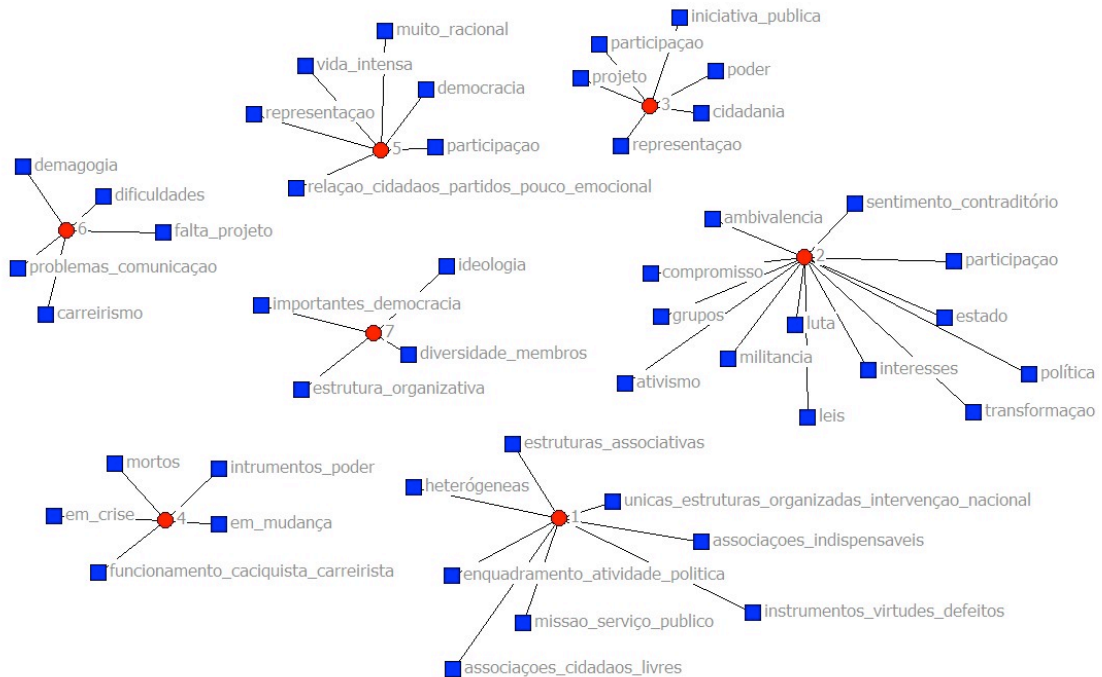 muito_racional
vida_intensa
democracia
representaçao
5
participaçao
relaçao_cidadaos_partidos_pouco_emocional
iniciativa_publica
participaçao
projeto
poder
3
cidadania
representaçao
demagogia
dificuldades
6
falta_projeto
problemas_comunicaçao
carreirismo
ideologia
importantes_democracia
7
diversidade_membros
estrutura_organizativa
sentimento_contraditório
ambivalencia
2
participaçao
compromisso
grupos
luta
estado
militancia
interesses
política
ativismo
leis
transformaçao
mortos
intrumentos_poder
em_crise
4
em_mudança
funcionamento_caciquista_carreirista
estruturas_associativas
heterógeneas
unicas_estruturas_organizadas_intervençao_nacional
1
associaçoes_indispensaveis
enquadramento_atividade_politica
instrumentos_virtudes_defeitos
missao_serviço_publico
associaçoes_cidadaos_livres